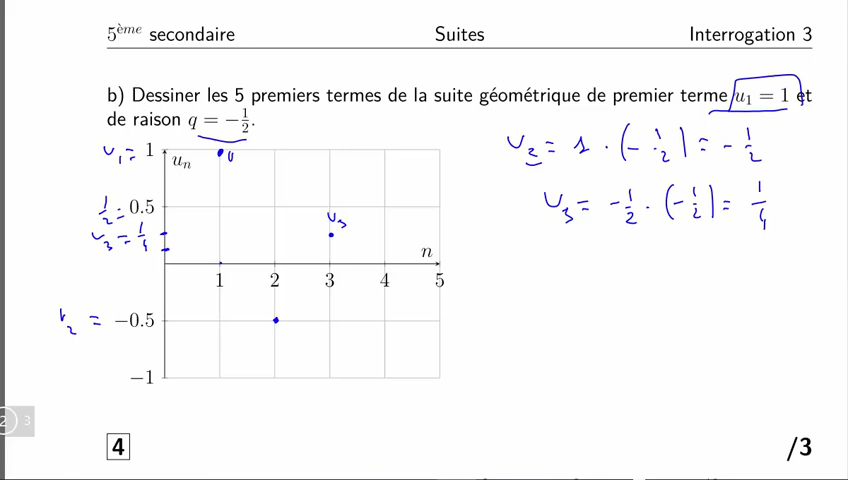 5ème secondaire Suites Interrogation 3
b) Dessiner les 5 premiers termes de la suite géométrique de premier terme u₁ = 1 et
de raison q = −1/2.
U₂ = 1 · (−1/2) = −1/2
U₃ = −1/2 · (−1/2) = 1/4
U₁ = 1
uₙ
1/2 = 0.5
U₃ = 1/4
U₃
n
1 2 3 4 5
₂ = −0.5
−1
2 3
4 /3